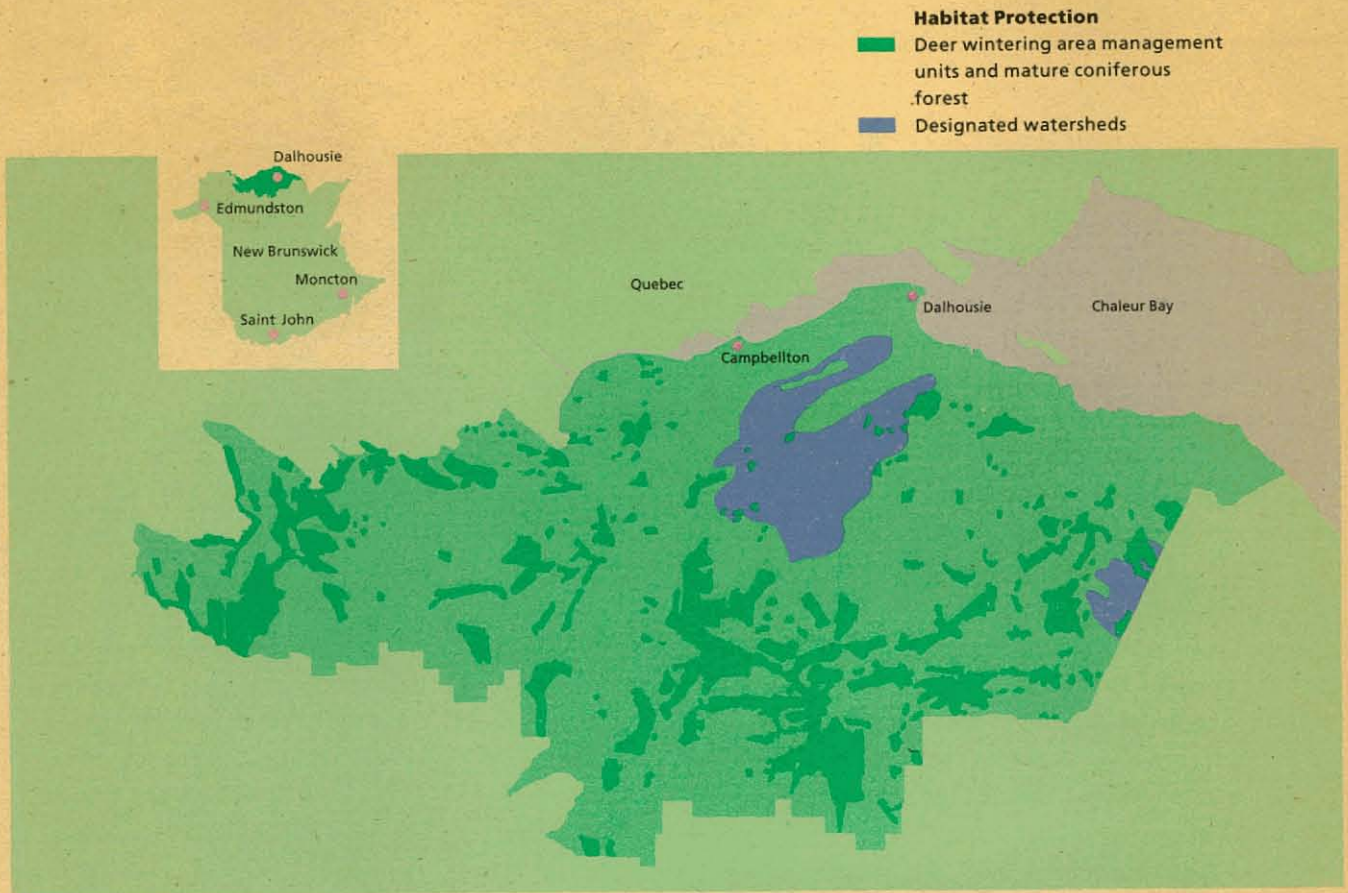 Habitat Protection
Deer wintering area management
units and mature coniferous
.forest
Designated watersheds
Dalhousie
Edmundston
New Brunswick
Moncton
Saint John
Quebec
Dalhousie
Chaleur Bay
Campbellton